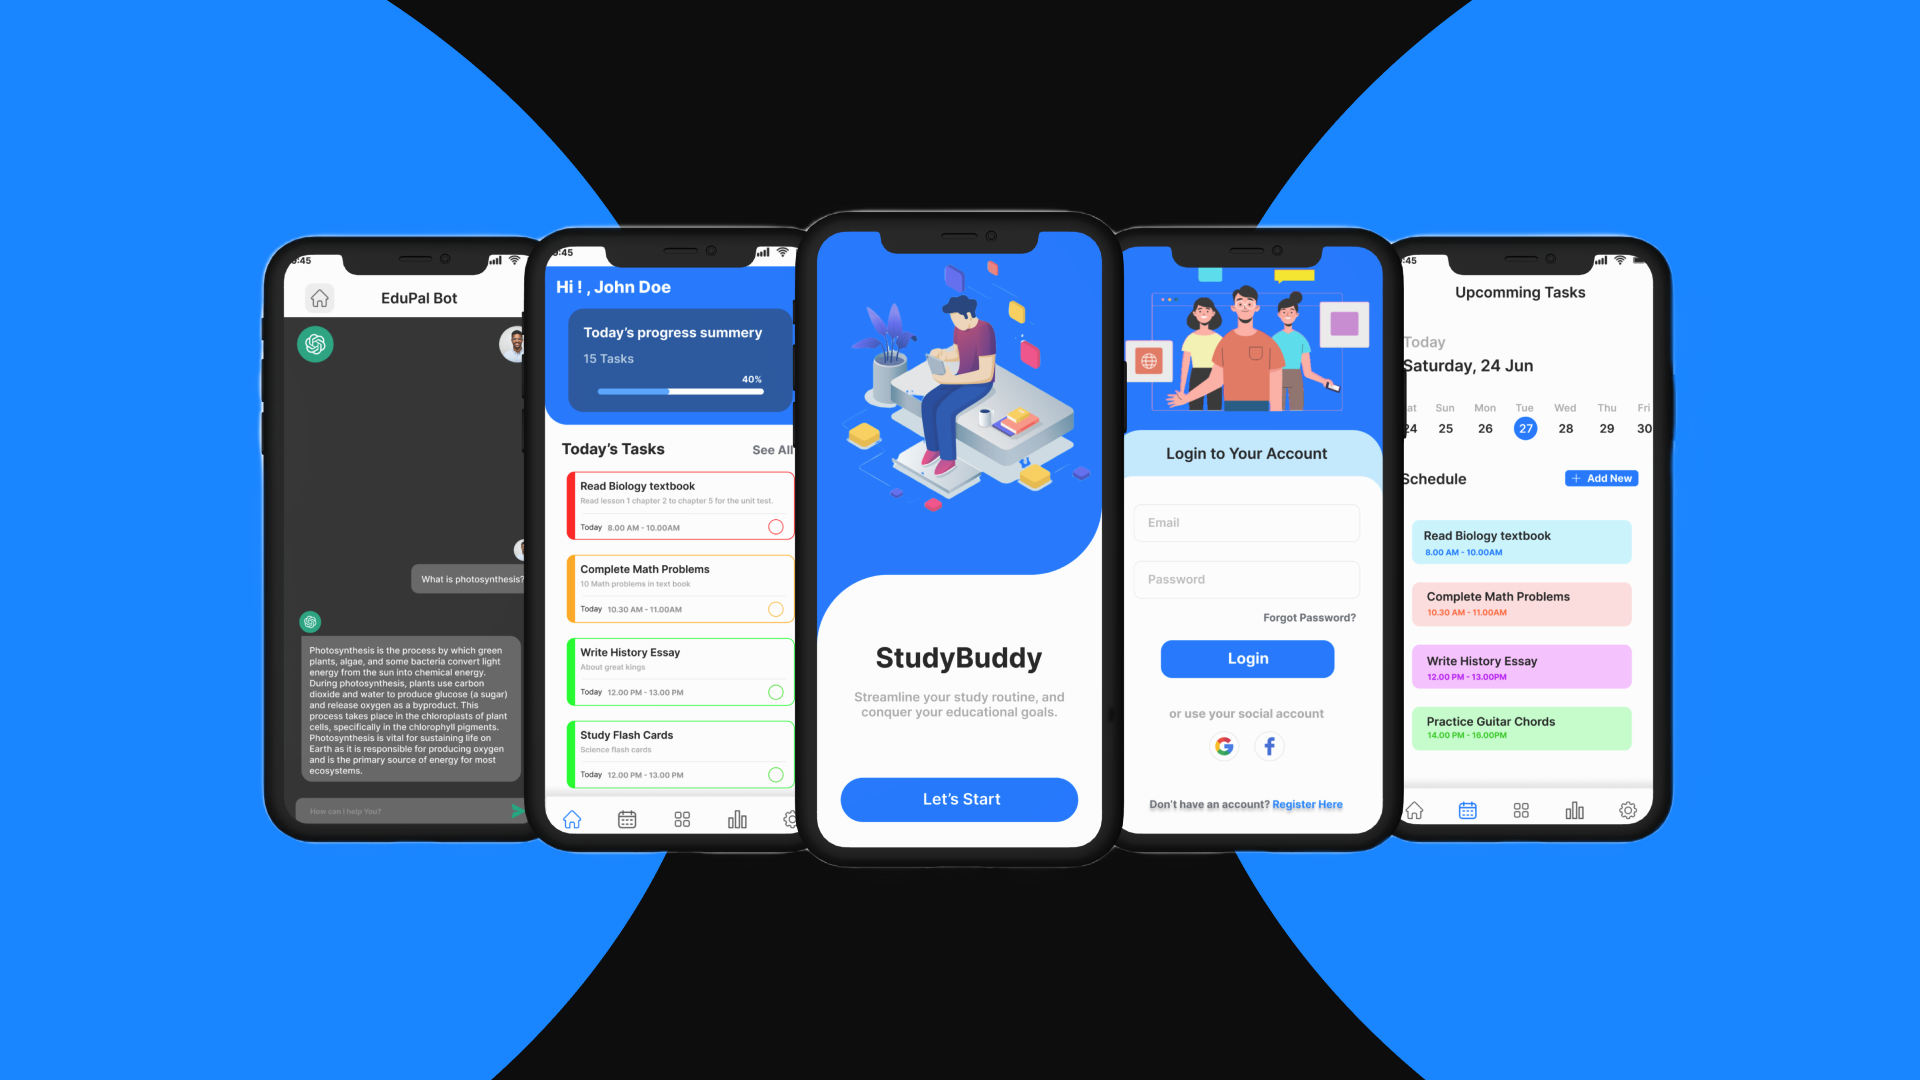 :45
EduPal Bot
What is photosynthesis?
Photosynthesis is the process by which green
plants, algae, and some bacteria convert light
energy from the sun into chemical energy.
During photosynthesis, plants use carbon
dioxide and water to produce glucose (a sugar)
and release oxygen as a byproduct. This
process takes place in the chloroplasts of plant
cells, specifically in the chlorophyll pigments.
Photosynthesis is vital for sustaining life on
Earth as it is responsible for producing oxygen
and is the primary source of energy for most
ecosystems.
How can I help You?
:45
Hi ! , John Doe
Today's progress summery
15 Tasks
40%
Today's Tasks
See All
Read Biology textbook
Read lesson 1 chapter 2 to chapter 5 for the unit test.
Today 8.00 AM - 10.00AM
Complete Math Problems
10 Math problems in text book
Today 10.30 AM - 11.00AM
Write History Essay
About great kings
Today 12.00 PM - 13.00 PM
Study Flash Cards
Science flash cards
Today 12.00 PM - 13.00 PM
StudyBuddy
Streamline your study routine, and
conquer your educational goals.
Let's Start
Login to Your Account
Email
Password
Forgot Password?
Login
or use your social account
G f
Don't have an account? Register Here
:45
Upcomming Tasks
Today
Saturday, 24 Jun
at Sun Mon Tue Wed Thu Fri
24 25 26 27 28 29 30
Schedule
+ Add New
Read Biology textbook
8.00 AM - 10.00AM
Complete Math Problems
10.30 AM - 11.00AM
Write History Essay
12.00 PM - 13.00PM
Practice Guitar Chords
14.00 PM - 16.00PM